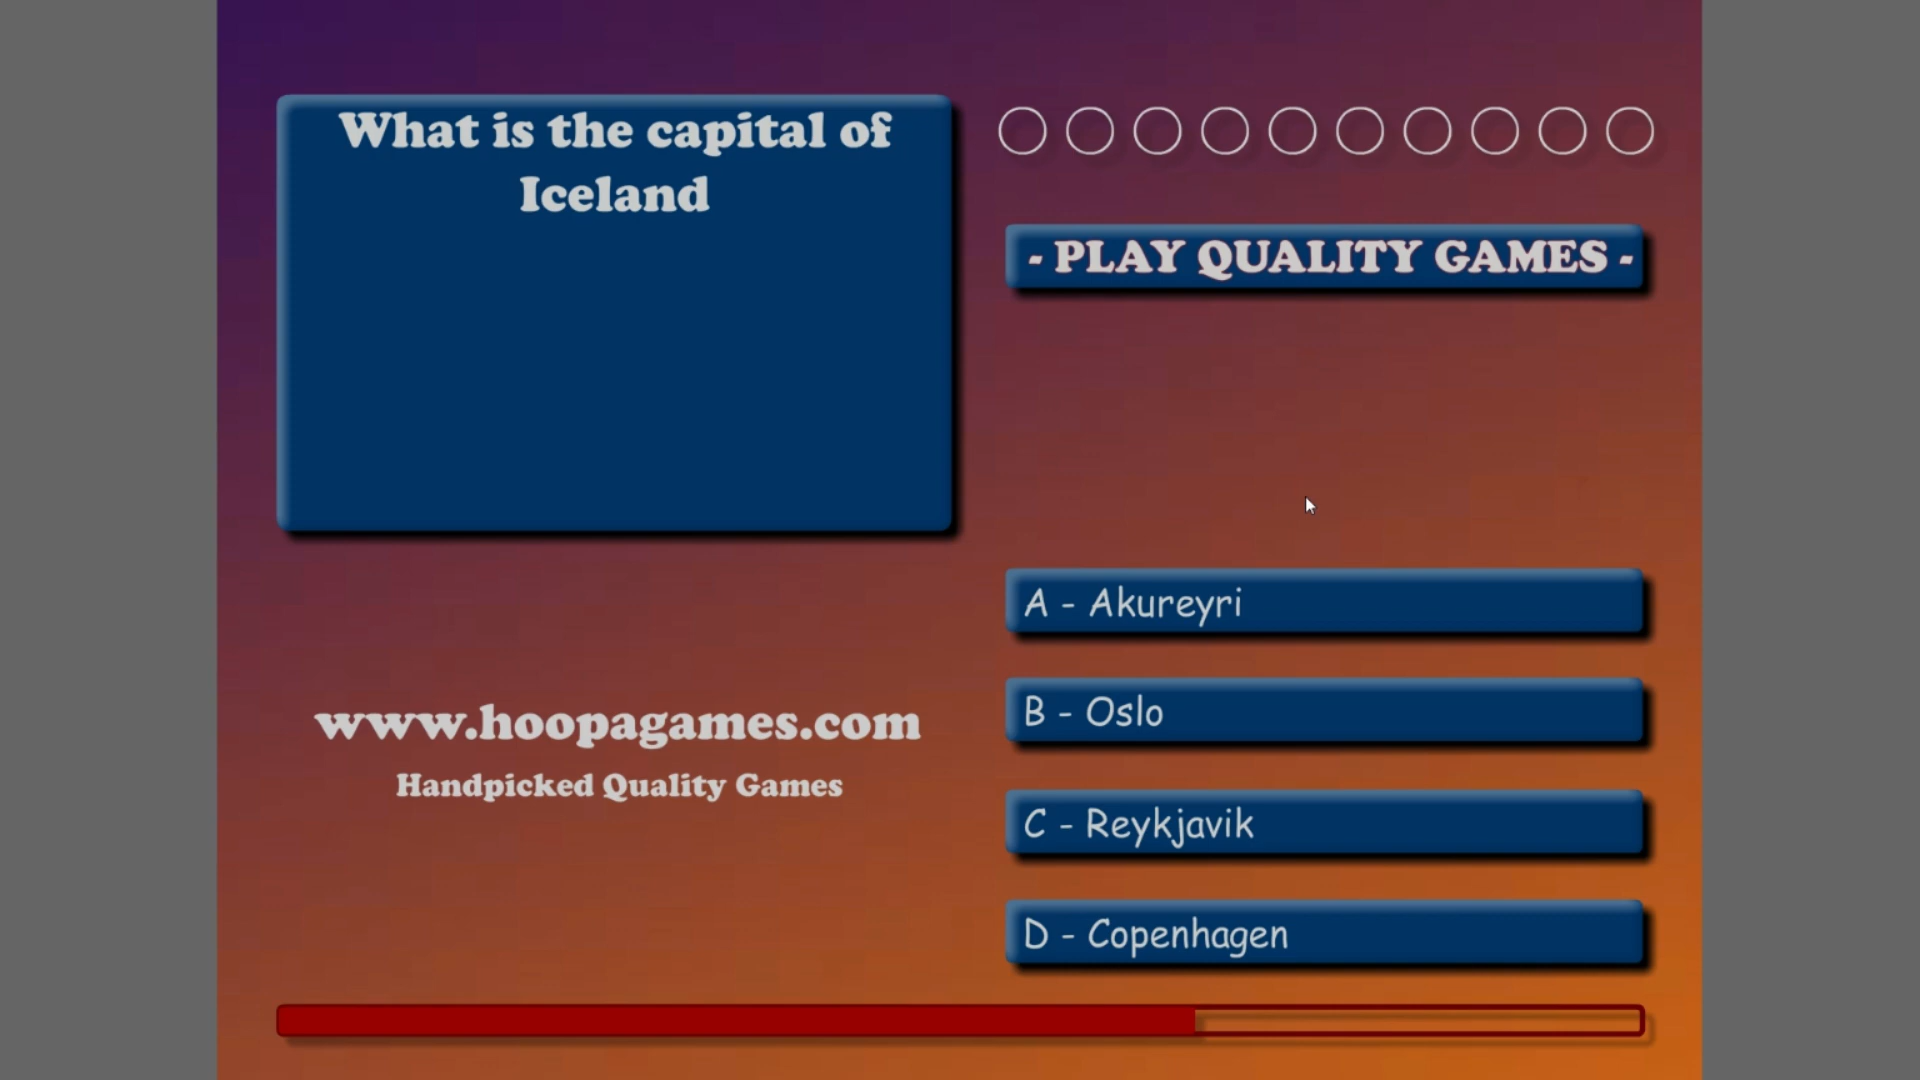 What is the capital of
Iceland
- PLAY QUALITY GAMES -
A - Akureyri
B - Oslo
C - Reykjavik
D - Copenhagen
www.hoopagames.com
Handpicked Quality Games